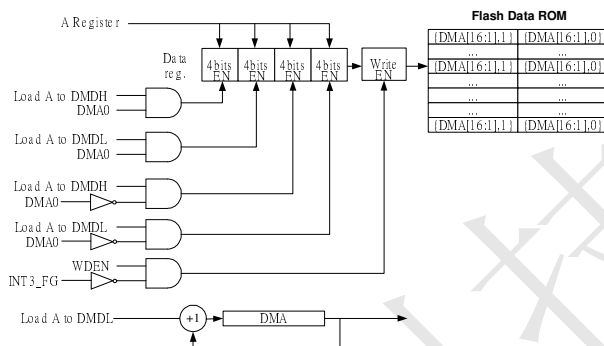 A Register
Flash Data ROM
{DMA[16:1],1} {DMA[16:1],0}
... ...
{DMA[16:1],1} {DMA[16:1],0}
... ...
... ...
... ...
{DMA[16:1],1} {DMA[16:1],0}
Data reg.
4bits EN
4bits EN
4bits EN
4bits EN
Write EN
Load A to DMDH
DMA0
Load A to DMDL
DMA0
Load A to DMDH
DMA0
Load A to DMDL
DMA0
WDEN
INT3_FG
Load A to DMDL
+1
DMA